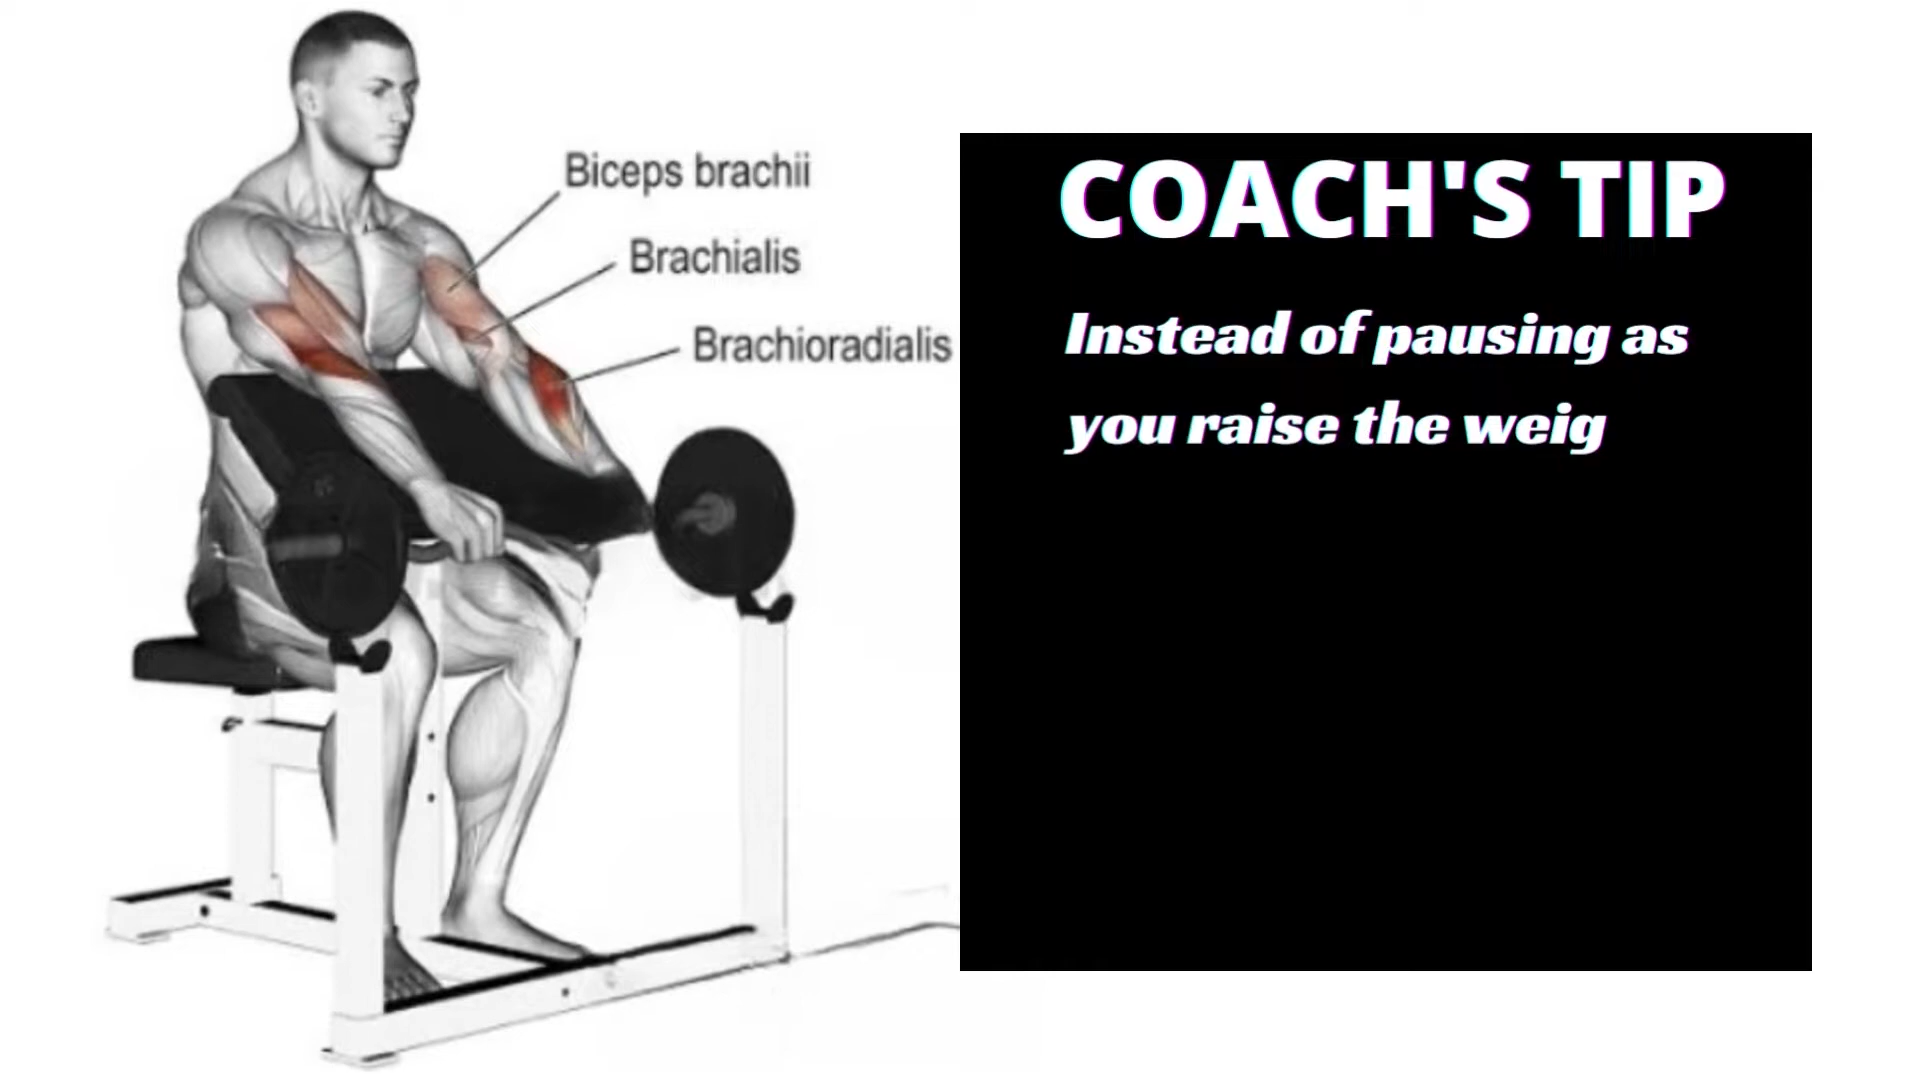 Biceps brachii
Brachialis
Brachioradialis
COACH'S TIP
Instead of pausing as
you raise the weig